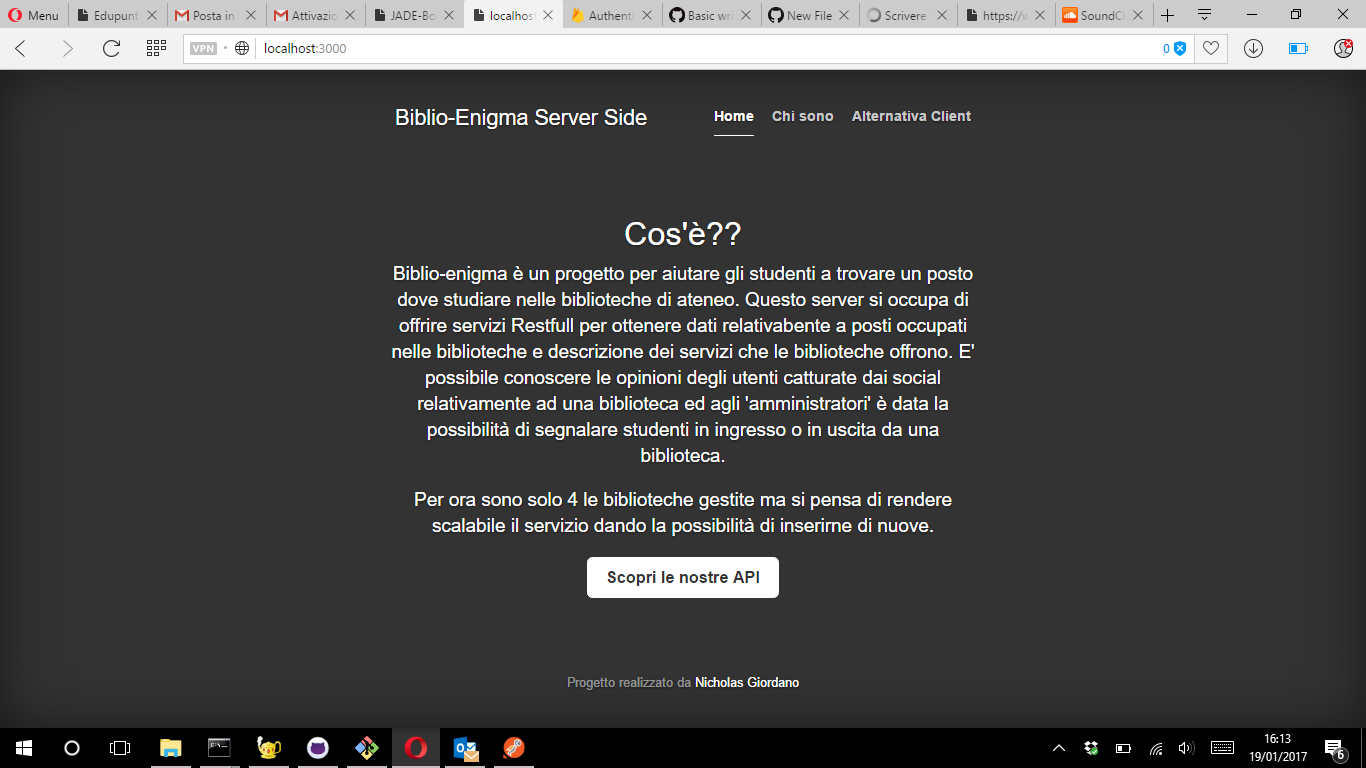 Menu
Edupunt
Posta in
Attivazio
JADE-Bo
localhost
Authenti
Basic wri
New File
Scrivere
https://w
SoundCl
VPN
localhost:3000
0
Biblio-Enigma Server Side
Home
Chi sono
Alternativa Client
Cos'è??
Biblio-enigma è un progetto per aiutare gli studenti a trovare un posto
dove studiare nelle biblioteche di ateneo. Questo server si occupa di
offrire servizi Restfull per ottenere dati relativabente a posti occupati
nelle biblioteche e descrizione dei servizi che le biblioteche offrono. E'
possibile conoscere le opinioni degli utenti catturate dai social
relativamente ad una biblioteca ed agli 'amministratori' è data la
possibilità di segnalare studenti in ingresso o in uscita da una
biblioteca.
Per ora sono solo 4 le biblioteche gestite ma si pensa di rendere
scalabile il servizio dando la possibilità di inserirne di nuove.
Scopri le nostre API
Progetto realizzato da Nicholas Giordano
16:13
19/01/2017
6